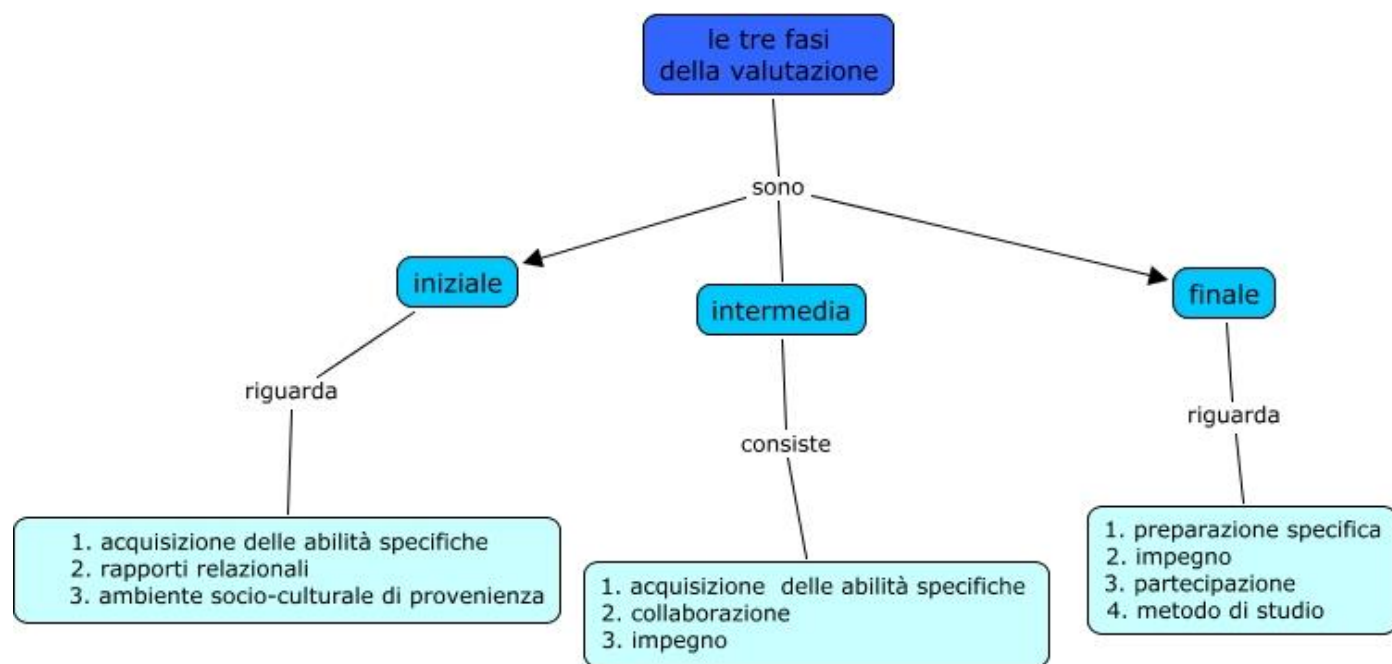 le tre fasi
della valutazione
sono
iniziale
intermedia
finale
riguarda
consiste
riguarda
1. acquisizione delle abilità specifiche
2. rapporti relazionali
3. ambiente socio-culturale di provenienza
1. acquisizione delle abilità specifiche
2. collaborazione
3. impegno
1. preparazione specifica
2. impegno
3. partecipazione
4. metodo di studio